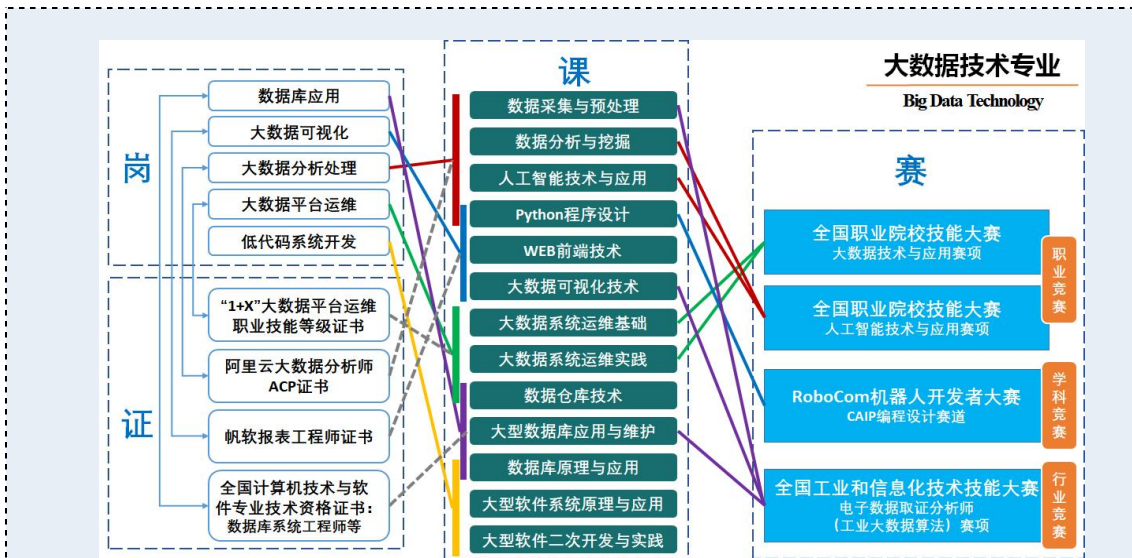 大数据技术专业
Big Data Technology
岗
数据库应用
大数据可视化
大数据分析处理
大数据平台运维
低代码系统开发
证
“1+X”大数据平台运维
职业技能等级证书
阿里云大数据分析师
ACP证书
帆软报表工程师证书
全国计算机技术与软
件专业技术资格证书：
数据库系统工程师等
课
数据采集与预处理
数据分析与挖掘
人工智能技术与应用
Python程序设计
WEB前端技术
大数据可视化技术
大数据系统运维基础
大数据系统运维实践
数据仓库技术
大型数据库应用与维护
数据库原理与应用
大型软件系统原理与应用
大型软件二次开发与实践
赛
全国职业院校技能大赛
大数据技术与应用赛项
全国职业院校技能大赛
人工智能技术与应用赛项
职业竞赛
RoboCom机器人开发者大赛
CAIP编程设计赛道
学科竞赛
全国工业和信息化技术技能大赛
电子数据取证分析师
（工业大数据算法）赛项
行业竞赛